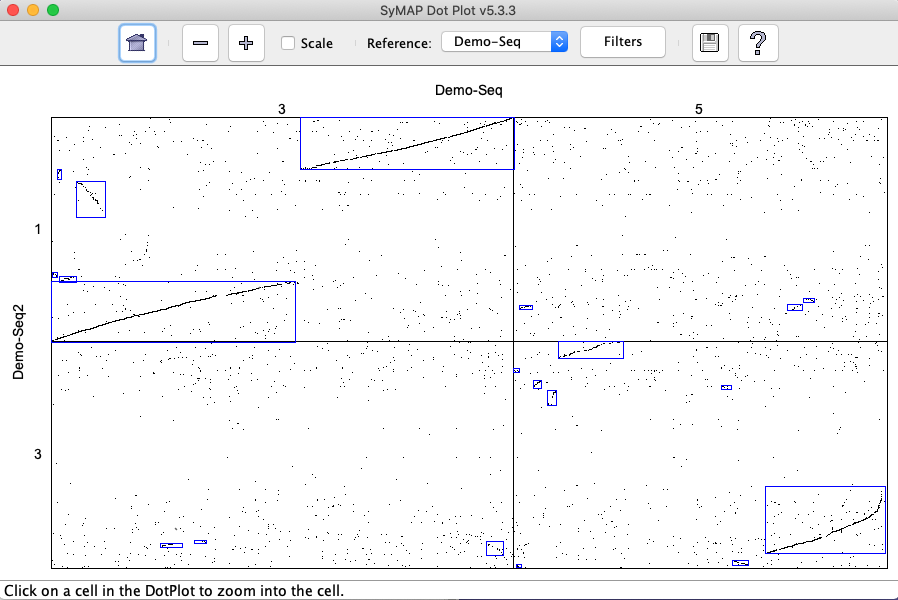 SyMAP Dot Plot v5.3.3
Scale
Reference:
Demo-Seq
Filters
?
Demo-Seq
3
5
1
Demo-Seq2
3
Click on a cell in the DotPlot to zoom into the cell.